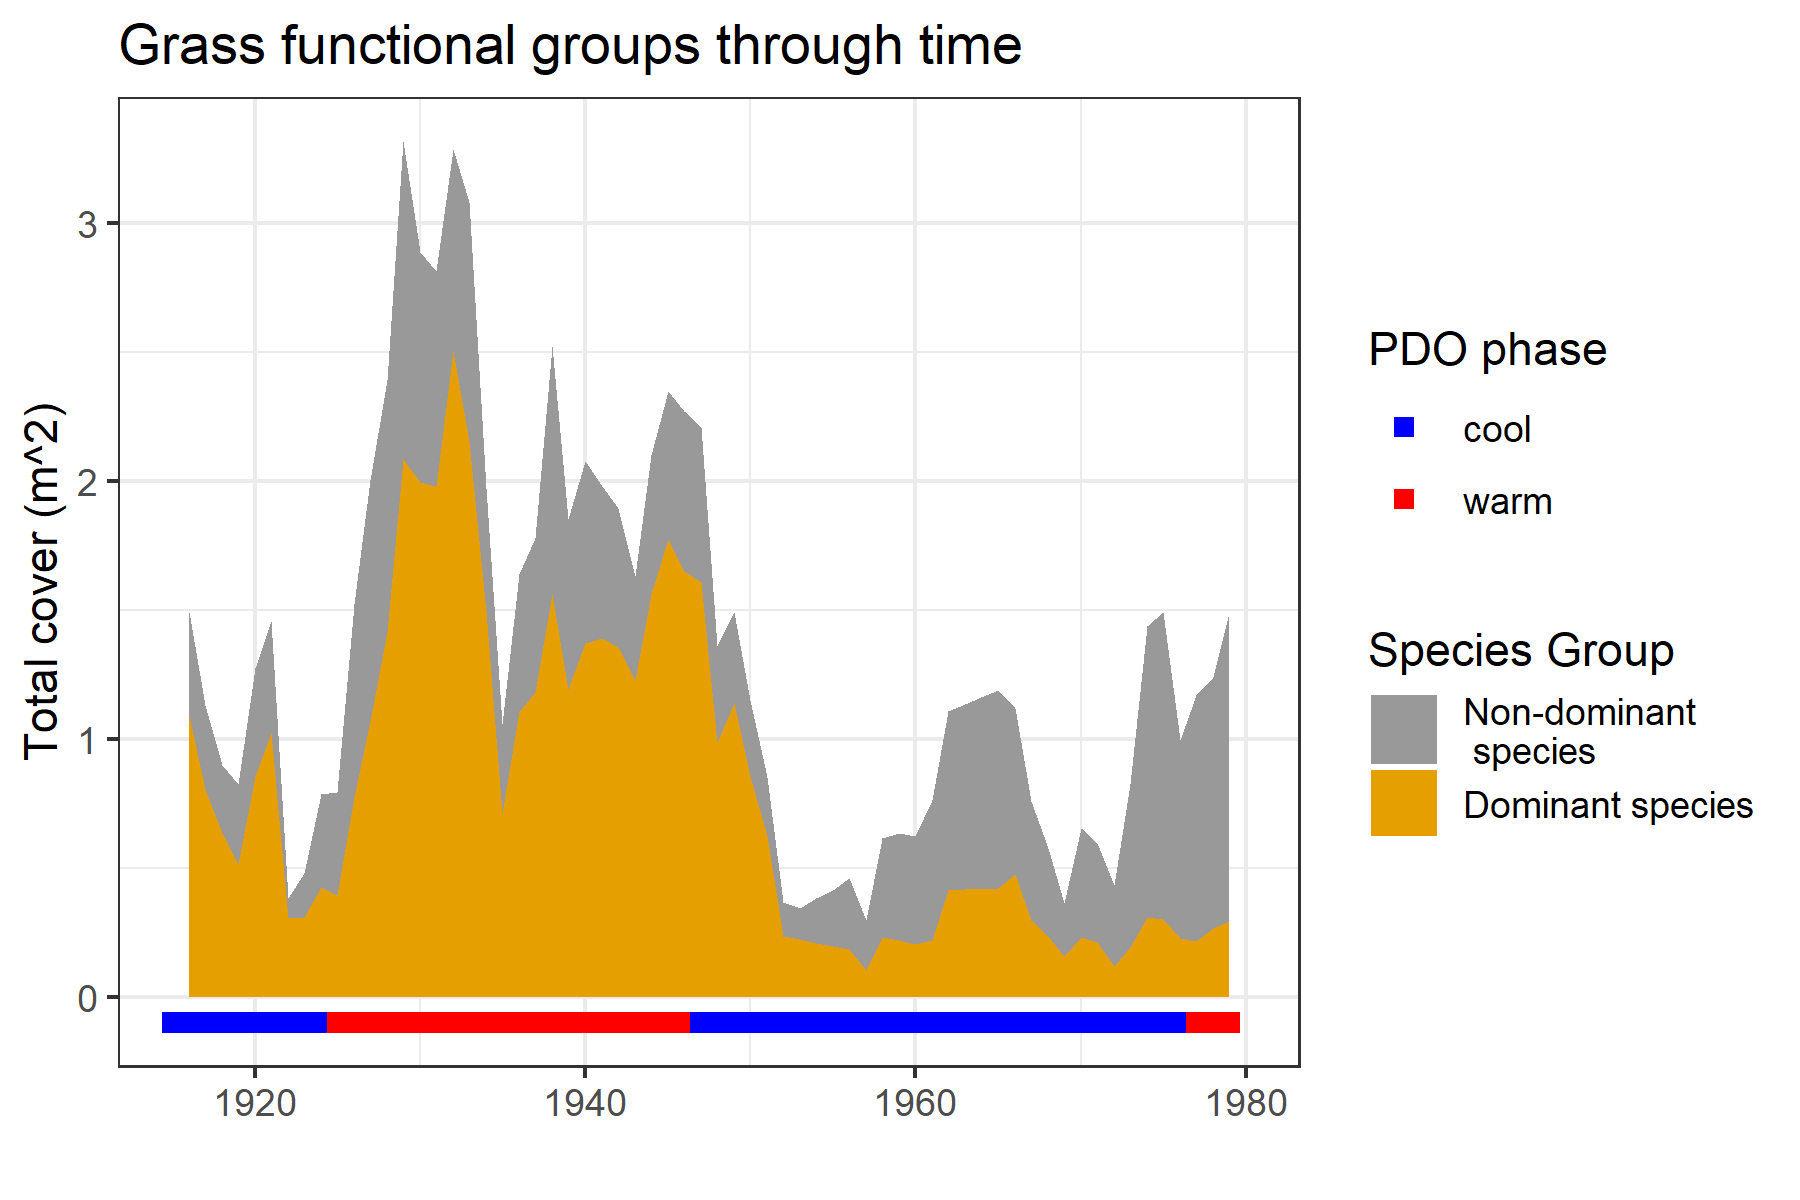 Grass functional groups through time
Total cover (m^2)
3
2
1
0
1920
1940
1960
1980
PDO phase
cool
warm
Species Group
Non-dominant
species
Dominant species